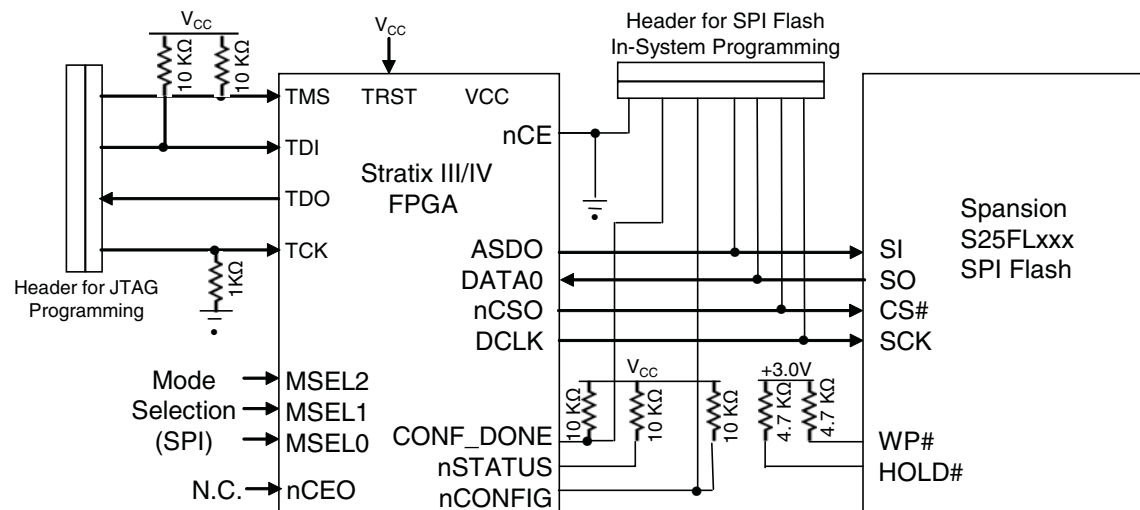 Header for SPI Flash
In-System Programming
VCC
10 KΩ
10 KΩ
VCC
TMS
TRST
VCC
nCE
TDI
Stratix III/IV
FPGA
TDO
TCK
1KΩ
Header for JTAG
Programming
ASDO
DATA0
nCSO
DCLK
Spansion
S25FLxxx
SPI Flash
SI
SO
CS#
SCK
Mode
Selection
(SPI)
MSEL2
MSEL1
MSEL0
N.C.
nCEO
VCC
10 KΩ
10 KΩ
10 KΩ
+3.0V
4.7 KΩ
4.7 KΩ
CONF_DONE
nSTATUS
nCONFIG
WP#
HOLD#